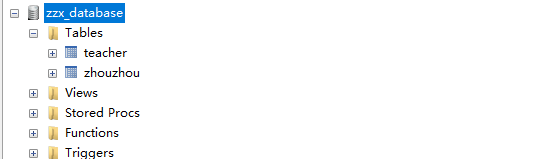 zzx_database
Tables
teacher
zhouzhou
Views
Stored Procs
Functions
Triggers